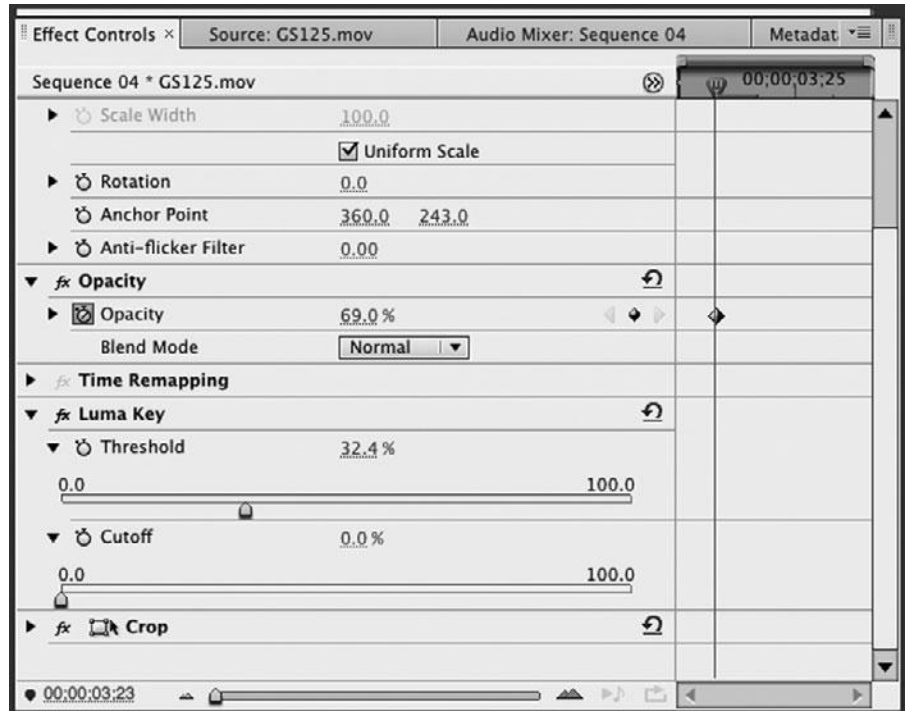 Effect Controls × Source: GS125.mov Audio Mixer: Sequence 04 Metadat
Sequence 04 * GS125.mov 00;00;03;25
Scale Width 100.0
Uniform Scale
Rotation 0.0
Anchor Point 360.0 243.0
Anti-flicker Filter 0.00
fx Opacity
Opacity 69.0 %
Blend Mode Normal
fx Time Remapping
fx Luma Key
Threshold 32.4 %
0.0 100.0
Cutoff 0.0 %
0.0 100.0
fx Crop
00;00;03;23